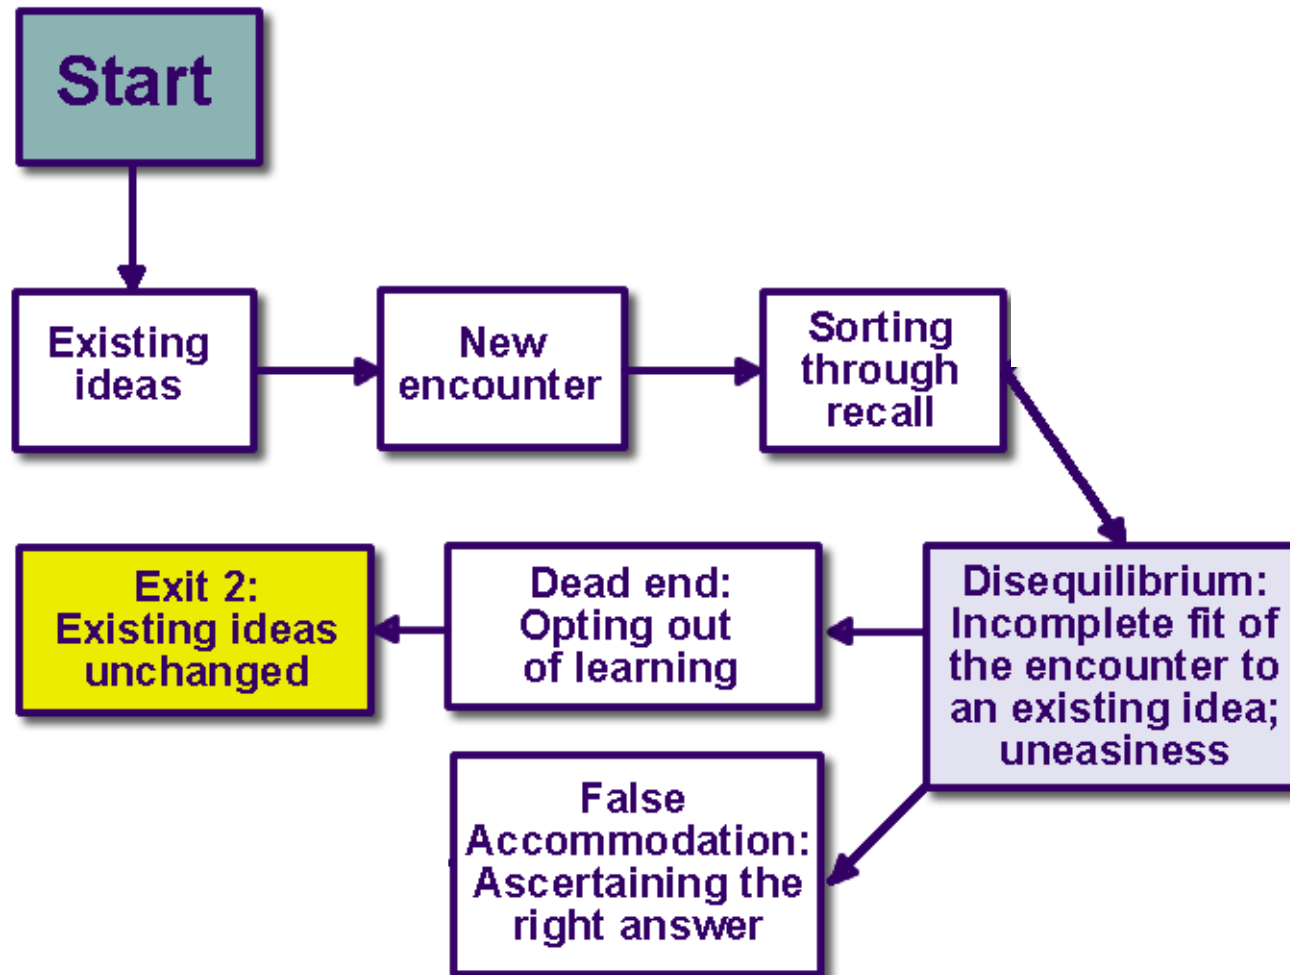 Start
Existing
ideas
New
encounter
Sorting
through
recall
Exit 2:
Existing ideas
unchanged
Dead end:
Opting out
of learning
Disequilibrium:
Incomplete fit of
the encounter to
an existing idea;
uneasiness
False
Accommodation:
Ascertaining the
right answer